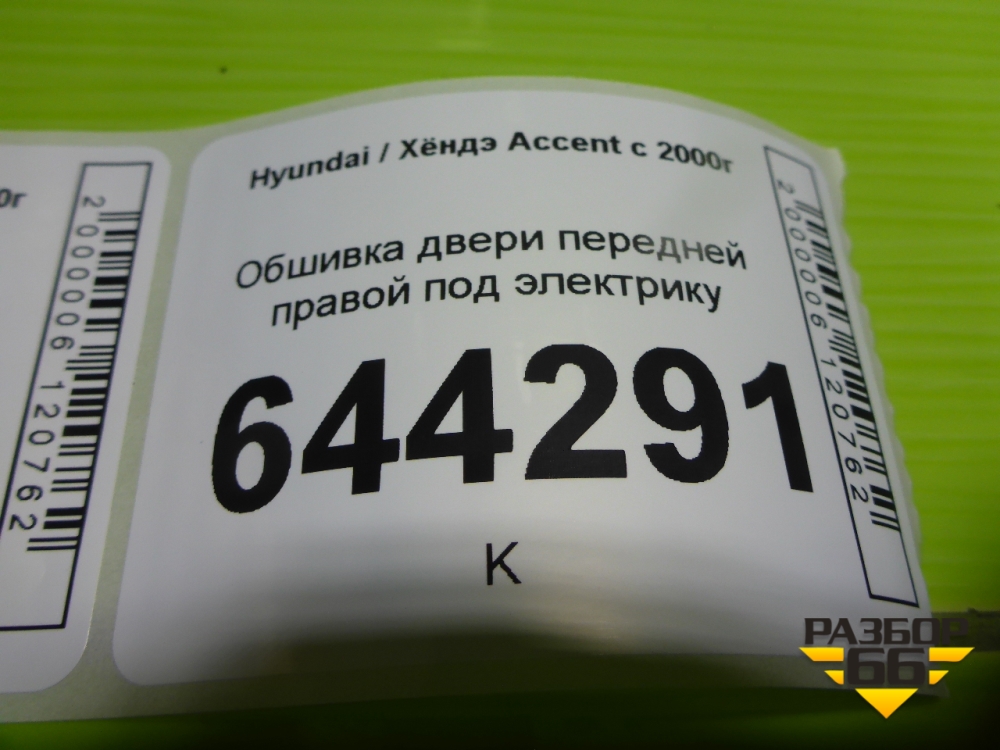 0г
2000006120762
Hyundai / Хёндэ Accent с 2000г
Обшивка двери передней
правой под электрику
644291
К
2000006120762
РАЗБОР
66